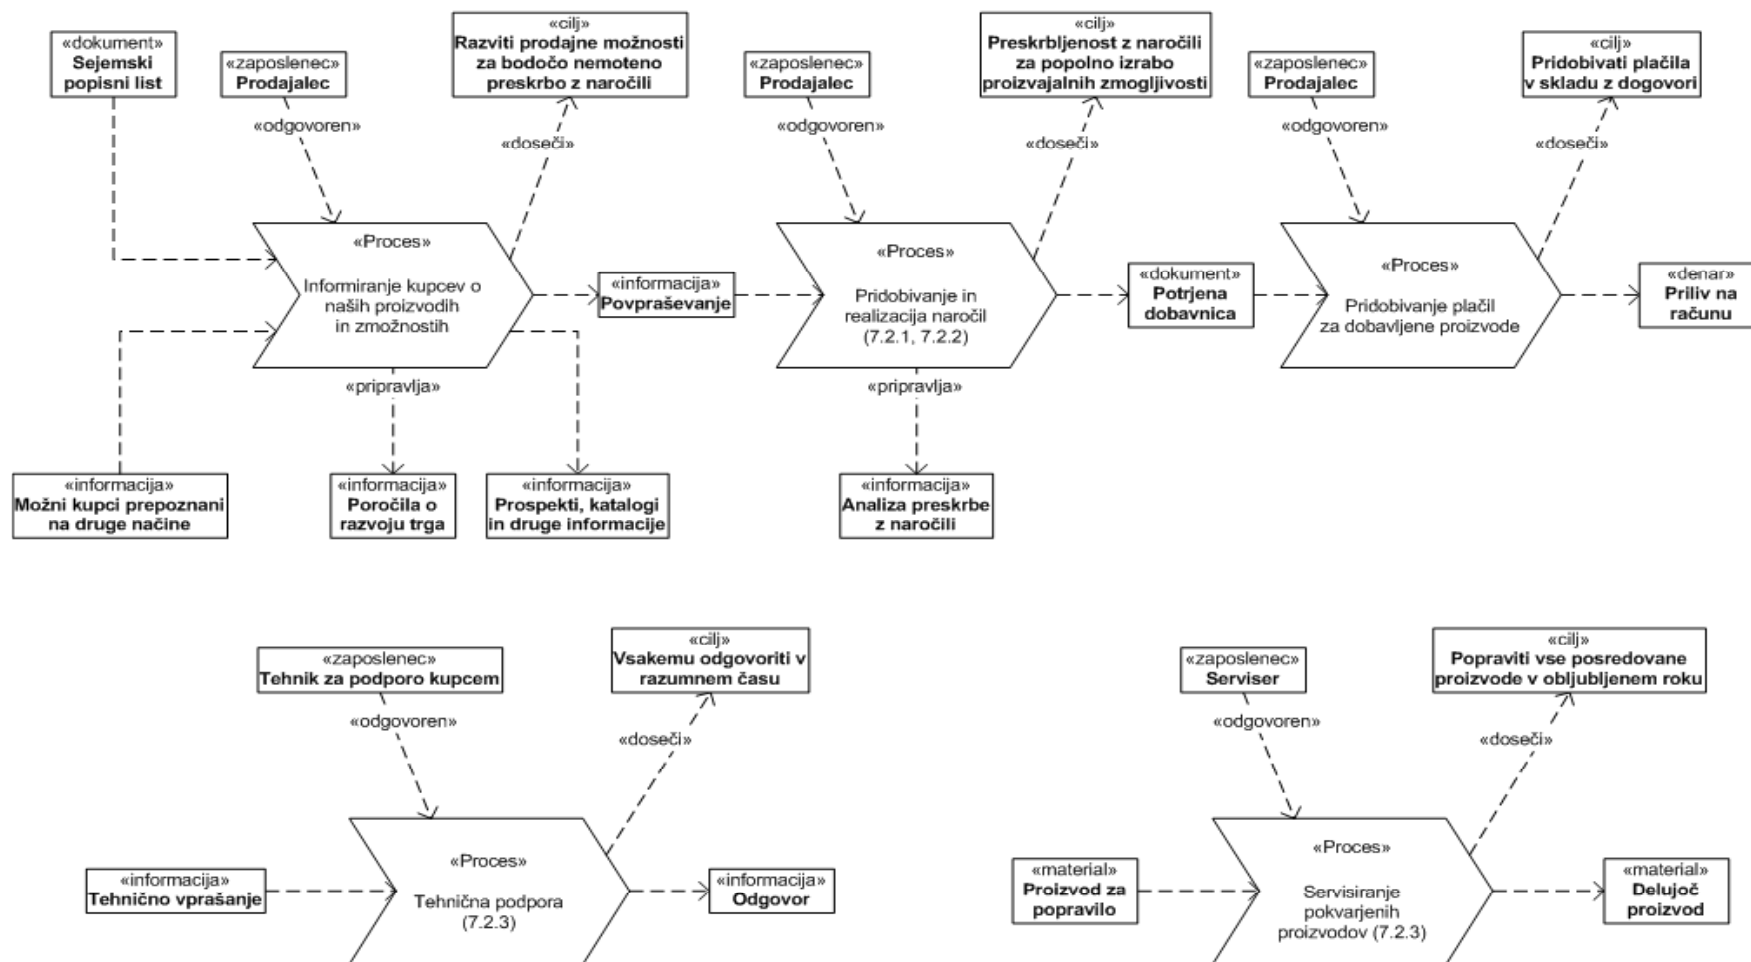 «dokument»
Sejemski
popisni list
«zaposlenec»
Prodajalec
«odgovoren»
«cilj»
Razviti prodajne možnosti
za bodočo nemoteno
preskrbo z naročili
«doseči»
«zaposlenec»
Prodajalec
«odgovoren»
«cilj»
Preskrbljenost z naročili
za popolno izrabo
proizvajalnih zmogljivosti
«doseči»
«zaposlenec»
Prodajalec
«odgovoren»
«cilj»
Pridobivati plačila
v skladu z dogovori
«doseči»
«Proces»
Informiranje kupcev o
naših proizvodih
in zmožnostih
«informacija»
Povpraševanje
«Proces»
Pridobivanje in
realizacija naročil
(7.2.1, 7.2.2)
«dokument»
Potrjena
dobavnica
«Proces»
Pridobivanje plačil
za dobavljene proizvode
«denar»
Priliv na
računu
«pripravlja»
«pripravlja»
«informacija»
Možni kupci prepoznani
na druge načine
«informacija»
Poročila o
razvoju trga
«informacija»
Prospekti, katalogi
in druge informacije
«informacija»
Analiza preskrbe
z naročili
«zaposlenec»
Tehnik za podporo kupcem
«odgovoren»
«cilj»
Vsakemu odgovoriti v
razumnem času
«doseči»
«informacija»
Tehnično vprašanje
«Proces»
Tehnična podpora
(7.2.3)
«informacija»
Odgovor
«zaposlenec»
Serviser
«odgovoren»
«cilj»
Popraviti vse posredovane
proizvode v obljubljenem roku
«doseči»
«material»
Proizvod za
popravilo
«Proces»
Servisiranje
pokvarjenih
proizvodov (7.2.3)
«material»
Delujoč
proizvod